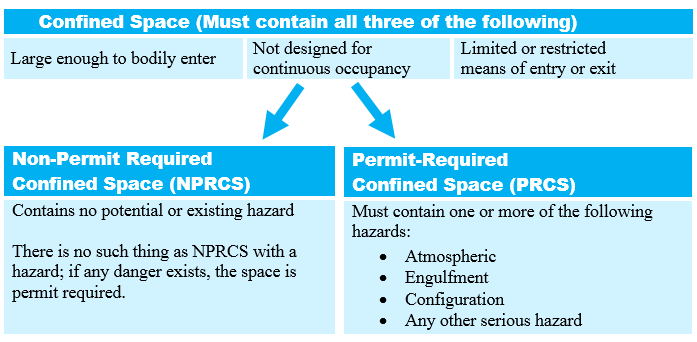 Confined Space (Must contain all three of the following)
Large enough to bodily enter
Not designed for
continuous occupancy
Limited or restricted
means of entry or exit
Non-Permit Required
Confined Space (NPRCS)
Contains no potential or existing hazard
There is no such thing as NPRCS with a
hazard; if any danger exists, the space is
permit required.
Permit-Required
Confined Space (PRCS)
Must contain one or more of the following
hazards:
• Atmospheric
• Engulfment
• Configuration
• Any other serious hazard